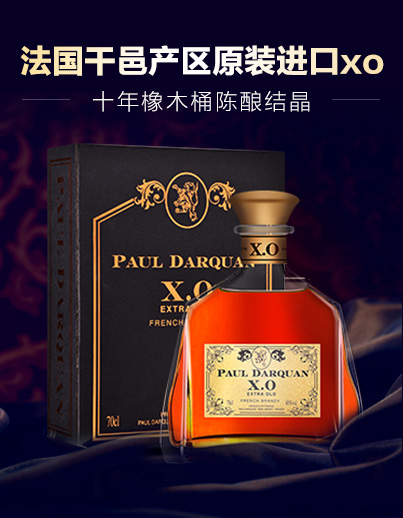 法国干邑产区原装进口xo
十年橡木桶陈酿结晶
X.O
PAUL DARQUAN
X.O
EXTRA
FRENCH
70cl
PAUL DARQU
PAUL DARQUAN
X.O
EXTRA OLD
FRENCH BRANDY